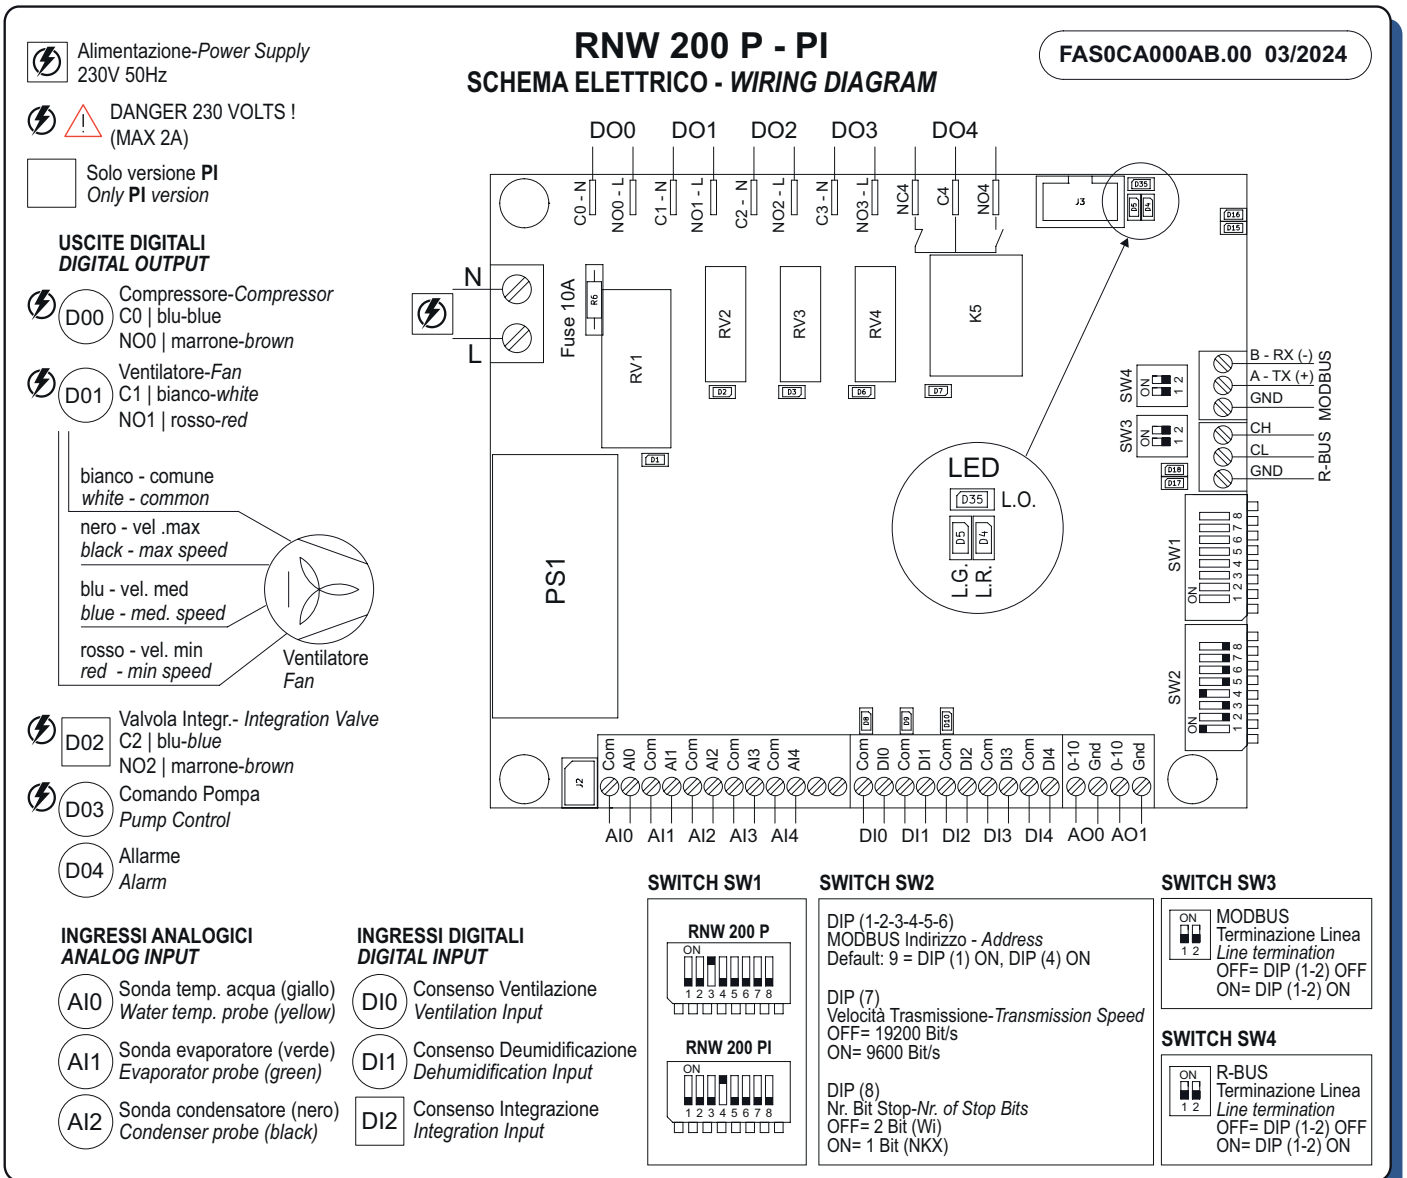 RNW 200 P - PI
SCHEMA ELETTRICO - WIRING DIAGRAM
FAS0CA000AB.00 03/2024
Alimentazione-Power Supply
230V 50Hz
DANGER 230 VOLTS !
(MAX 2A)
Solo versione PI
Only PI version
USCITE DIGITALI
DIGITAL OUTPUT
D00
Compressore-Compressor
C0 | blu-blue
NO0 | marrone-brown
D01
Ventilatore-Fan
C1 | bianco-white
NO1 | rosso-red
bianco - comune
white - common
nero - vel .max
black - max speed
blu - vel. med
blue - med. speed
rosso - vel. min
red - min speed
Ventilatore
Fan
D02
Valvola Integr.- Integration Valve
C2 | blu-blue
NO2 | marrone-brown
D03
Comando Pompa
Pump Control
D04
Allarme
Alarm
DO0 DO1 DO2 DO3 DO4
C0 - N
NO0 - L
C1 - N
NO1 - L
C2 - N
NO2 - L
C3 - N
NO3 - L
NC4
C4
NO4
J3
D35
D5
D4
D16
D15
N
L
Fuse 10A
R6
RV1
RV2
RV3
RV4
K5
D2
D3
D6
D7
D1
PS1
LED
D35
L.O.
D5
D4
L.G.
L.R.
SW4
ON
1 2
SW3
ON
1 2
B - RX (-)
A - TX (+)
GND
MODBUS
CH
CL
GND
R-BUS
D18
D17
SW1
ON
1 2 3 4 5 6 7 8
SW2
ON
1 2 3 4 5 6 7 8
D8
D9
D10
J2
Com AI0 Com AI1 Com AI2 Com AI3 Com AI4
Com DI0 Com DI1 Com DI2 Com DI3 Com DI4
0-10 Gnd 0-10 Gnd
AI0 AI1 AI2 AI3 AI4
DI0 DI1 DI2 DI3 DI4 AO0 AO1
INGRESSI ANALOGICI
ANALOG INPUT
AI0
Sonda temp. acqua (giallo)
Water temp. probe (yellow)
AI1
Sonda evaporatore (verde)
Evaporator probe (green)
AI2
Sonda condensatore (nero)
Condenser probe (black)
INGRESSI DIGITALI
DIGITAL INPUT
DI0
Consenso Ventilazione
Ventilation Input
DI1
Consenso Deumidificazione
Dehumidification Input
DI2
Consenso Integrazione
Integration Input
SWITCH SW1
RNW 200 P
ON
1 2 3 4 5 6 7 8
RNW 200 PI
ON
1 2 3 4 5 6 7 8
SWITCH SW2
DIP (1-2-3-4-5-6)
MODBUS Indirizzo - Address
Default: 9 = DIP (1) ON, DIP (4) ON
DIP (7)
Velocità Trasmissione-Transmission Speed
OFF= 19200 Bit/s
ON= 9600 Bit/s
DIP (8)
Nr. Bit Stop-Nr. of Stop Bits
OFF= 2 Bit (Wi)
ON= 1 Bit (NKX)
SWITCH SW3
ON
1 2
MODBUS
Terminazione Linea
Line termination
OFF= DIP (1-2) OFF
ON= DIP (1-2) ON
SWITCH SW4
ON
1 2
R-BUS
Terminazione Linea
Line termination
OFF= DIP (1-2) OFF
ON= DIP (1-2) ON